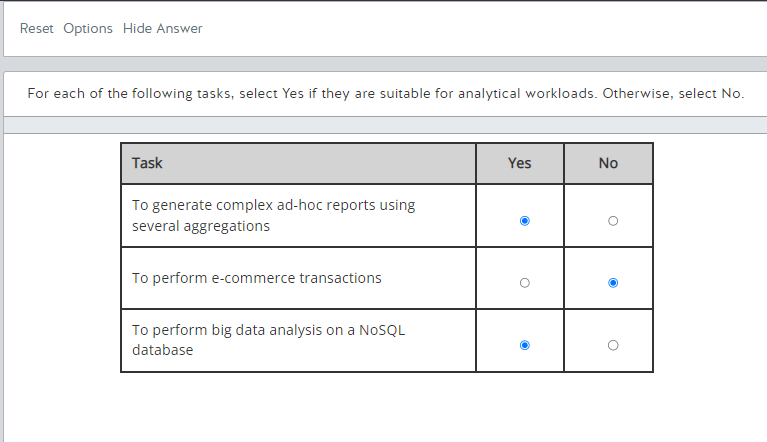 Reset Options Hide Answer
For each of the following tasks, select Yes if they are suitable for analytical workloads. Otherwise, select No.
Task Yes No
To generate complex ad-hoc reports using
several aggregations
To perform e-commerce transactions
To perform big data analysis on a NoSQL
database